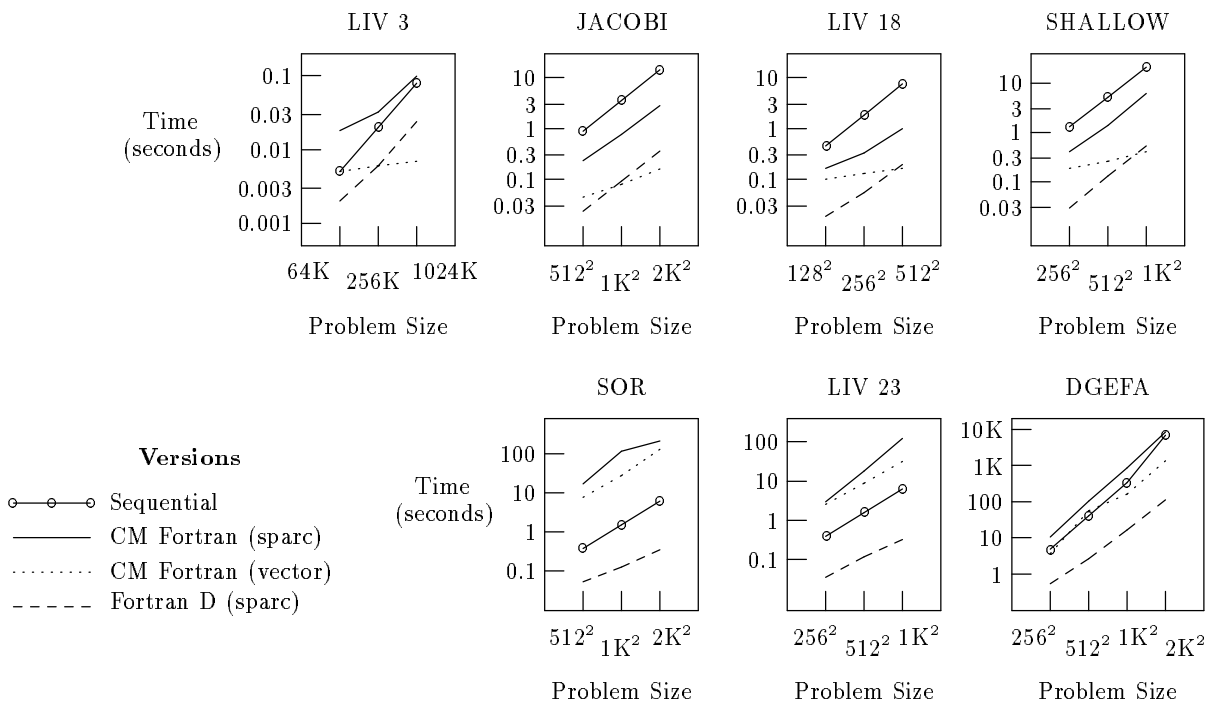 LIV 3
JACOBI
LIV 18
SHALLOW
Time
(seconds)
0.1
0.03
0.01
0.003
0.001
64K
256K
1024K
Problem Size
10
3
1
0.3
0.1
0.03
512²
1K²
2K²
Problem Size
10
3
1
0.3
0.1
0.03
128²
256²
512²
Problem Size
10
3
1
0.3
0.1
0.03
256²
512²
1K²
Problem Size
SOR
LIV 23
DGEFA
Versions
Sequential
CM Fortran (sparc)
CM Fortran (vector)
Fortran D (sparc)
Time
(seconds)
100
10
1
0.1
512²
1K²
2K²
Problem Size
100
10
1
0.1
256²
512²
1K²
Problem Size
10K
1K
100
10
1
256²
512²
1K²
2K²
Problem Size